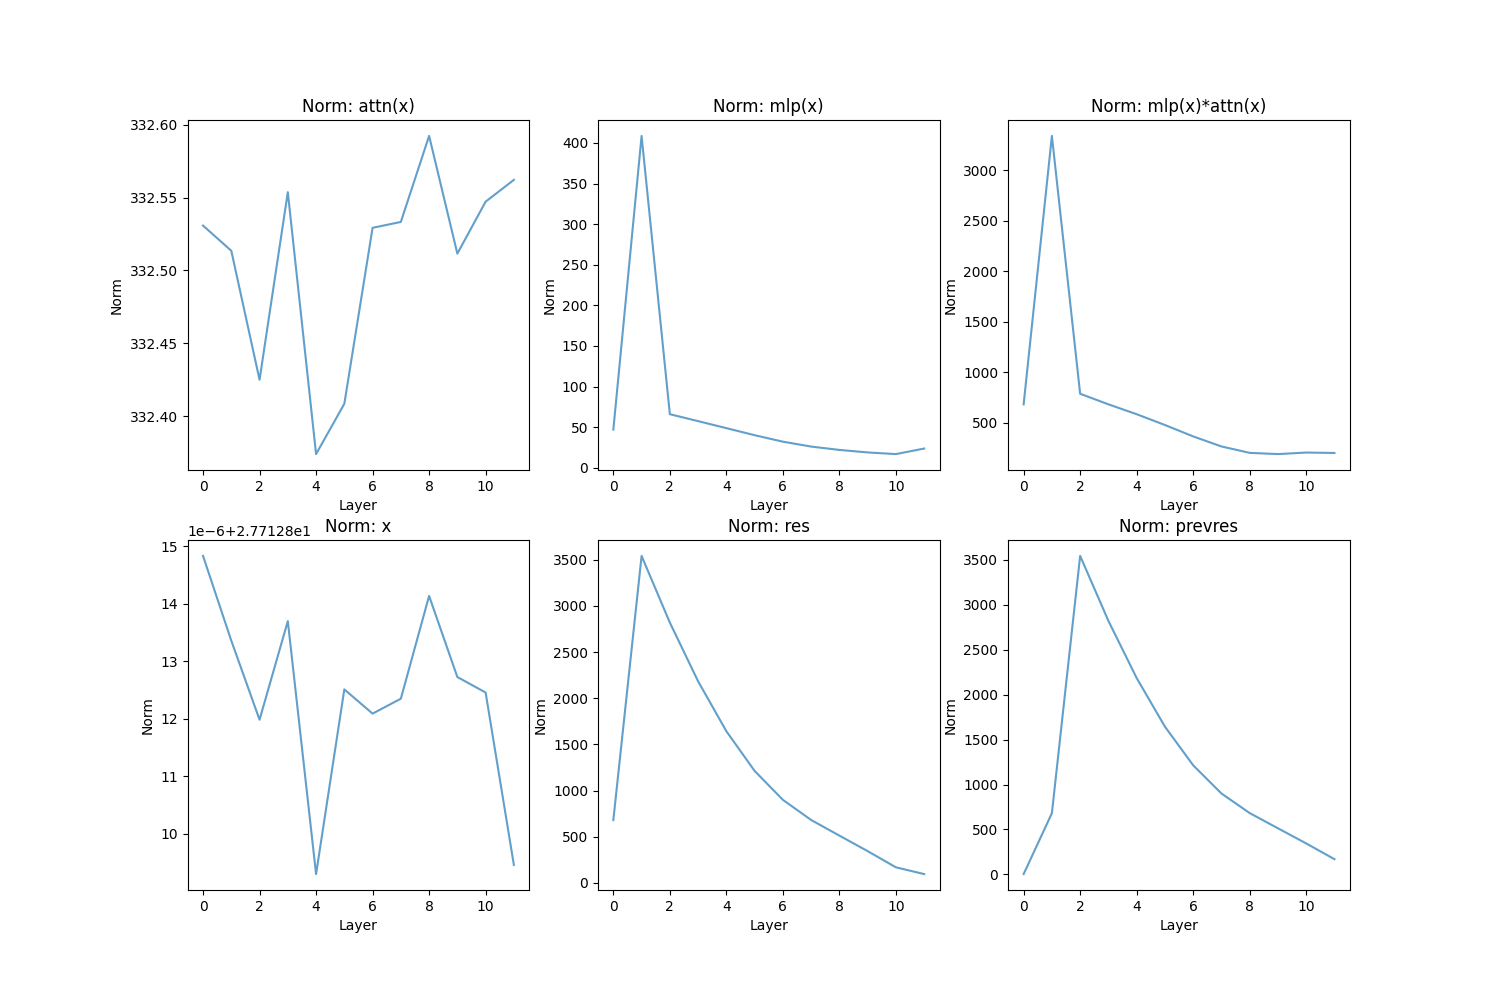 Norm: attn(x)
332.60
332.55
332.50
332.45
332.40
Norm
0 2 4 6 8 10
Layer
Norm: mlp(x)
400
350
300
250
200
150
100
50
0
Norm
0 2 4 6 8 10
Layer
Norm: mlp(x)*attn(x)
3000
2500
2000
1500
1000
500
Norm
0 2 4 6 8 10
Layer
1e−6+2.77128e1
Norm: x
15
14
13
12
11
10
Norm
0 2 4 6 8 10
Layer
Norm: res
3500
3000
2500
2000
1500
1000
500
0
Norm
0 2 4 6 8 10
Layer
Norm: prevres
3500
3000
2500
2000
1500
1000
500
0
Norm
0 2 4 6 8 10
Layer